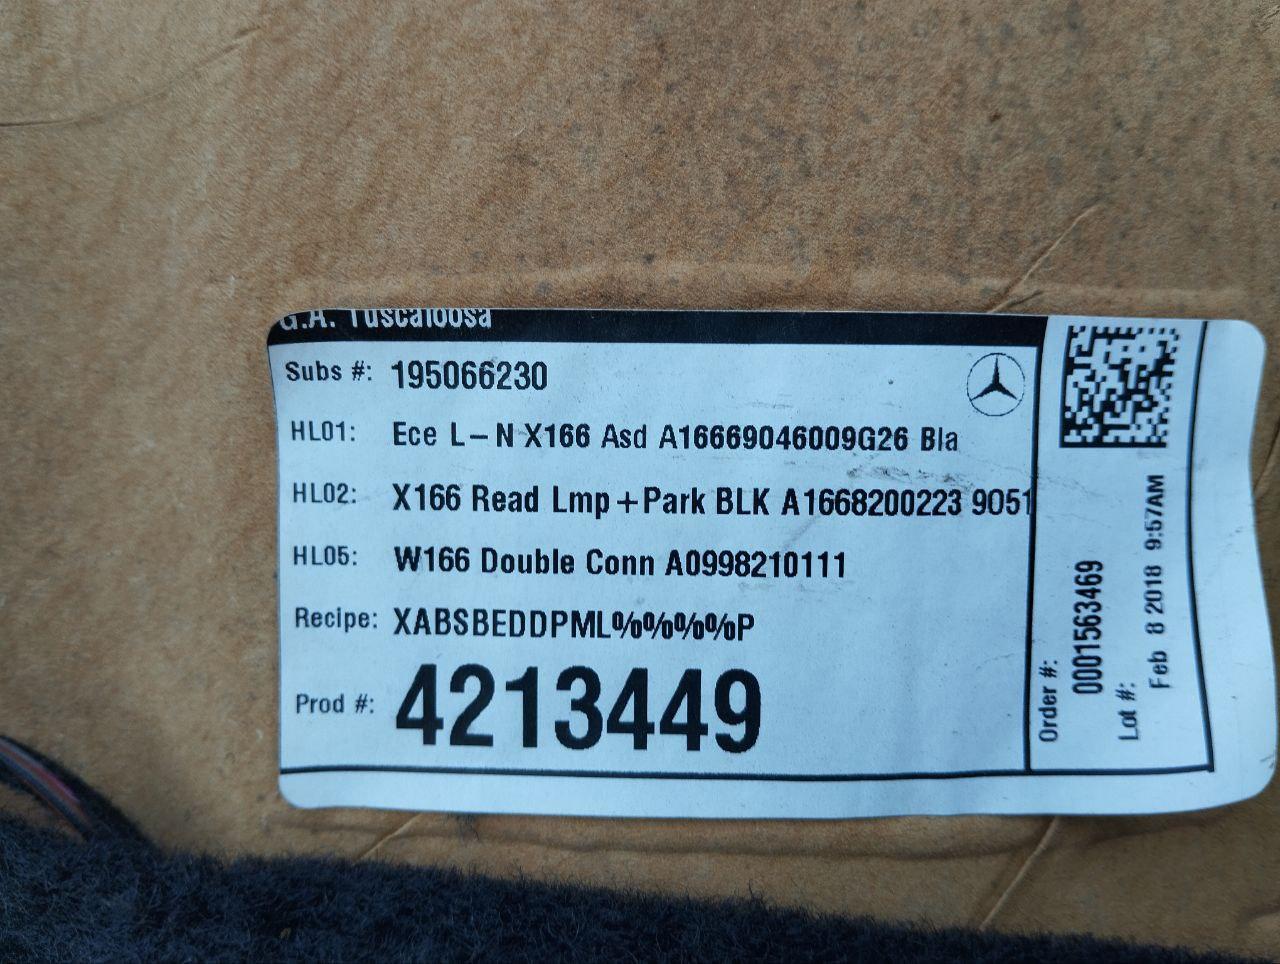 G.A. Tuscaloosa
Subs #: 195066230
HL01: Ece L-N X166 Asd A16669046009G26 Bla
HL02: X166 Read Lmp+Park BLK A1668200223 9051
HL05: W166 Double Conn A0998210111
Recipe: XABSBEDDPML%%%%P
Prod #: 4213449
Order #:
0001563469
Lot #:
Feb 8 2018 9:57AM